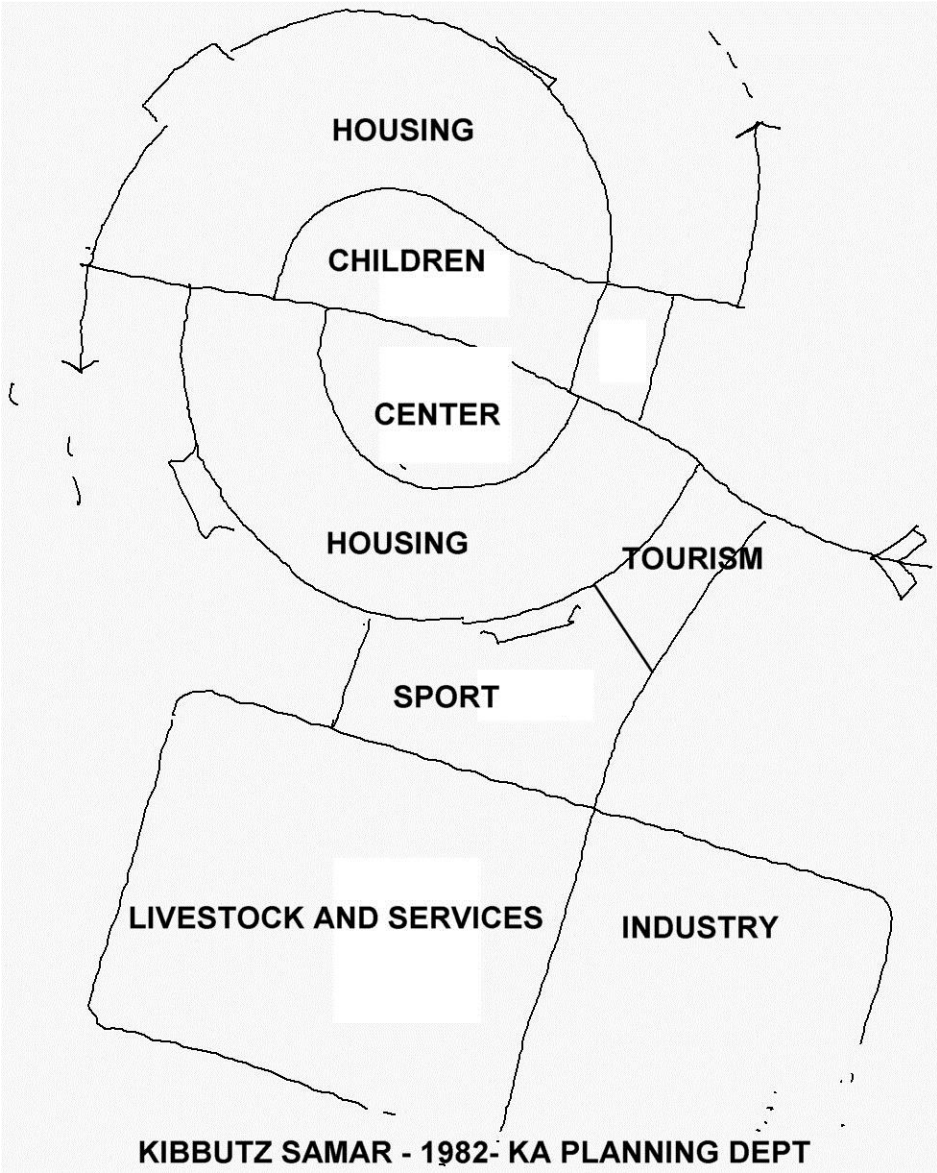 HOUSING
CHILDREN
CENTER
HOUSING
TOURISM
SPORT
LIVESTOCK AND SERVICES
INDUSTRY
KIBBUTZ SAMAR - 1982- KA PLANNING DEPT